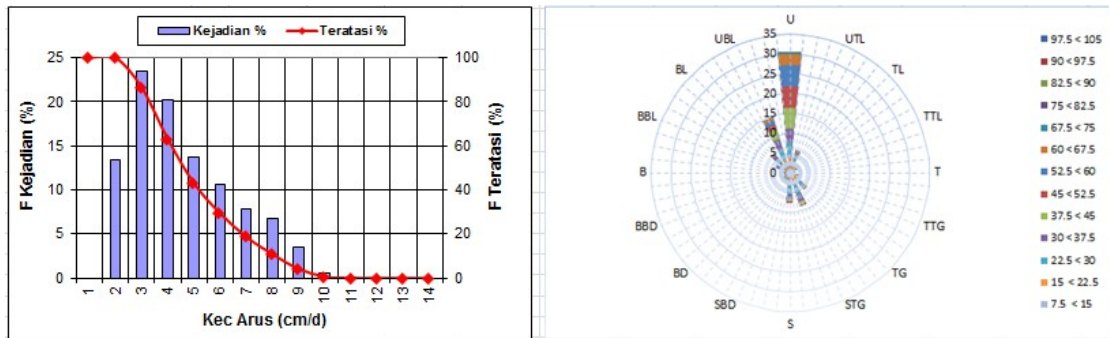 Kejadian %
Teratasi %
F Kejadian (%)
25
20
15
10
5
0
F Teratasi (%)
100
80
60
40
20
0
1 2 3 4 5 6 7 8 9 10 11 12 13 14
Kec Arus (cm/d)
U
UTL
TL
TTL
T
TTG
TG
STG
S
SBD
BD
BBD
B
BBL
BL
UBL
35
30
25
20
15
10
5
0
97.5 < 105
90 < 97.5
82.5 < 90
75 < 82.5
67.5 < 75
60 < 67.5
52.5 < 60
45 < 52.5
37.5 < 45
30 < 37.5
22.5 < 30
15 < 22.5
7.5 < 15